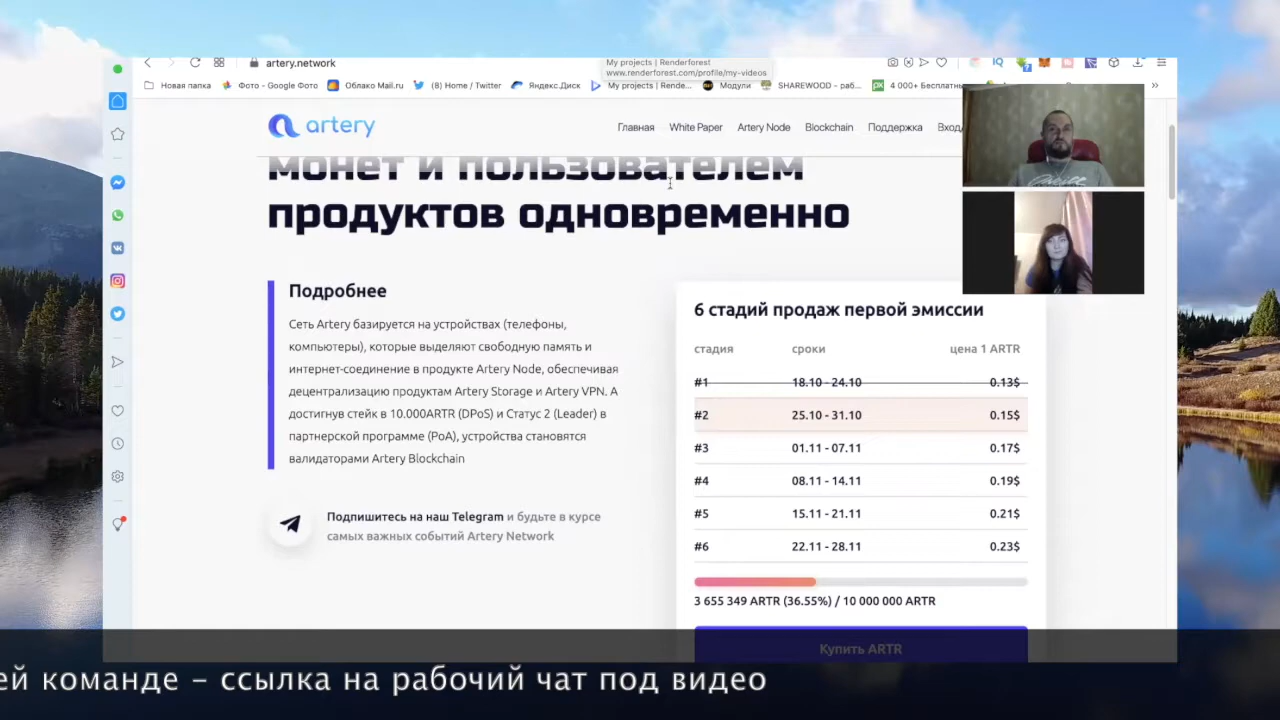 artery.network
My projects | Renderforest
www.renderforest.com/profile/my-videos
Новая папка
Фото - Google Фото
Облако Mail.ru
(8) Home / Twitter
Яндекс.Диск
My projects | Rende...
Модули
SHAREWOOD - раб...
4 000+ Бесплатны
artery
Главная
White Paper
Artery Node
Blockchain
Поддержка
Вход
монет и пользователем
продуктов одновременно
Подробнее
Сеть Artery базируется на устройствах (телефоны,
компьютеры), которые выделяют свободную память и
интернет-соединение в продукте Artery Node, обеспечивая
децентрализацию продуктам Artery Storage и Artery VPN. А
достигнув стейк в 10.000ARTR (DPoS) и Статус 2 (Leader) в
партнерской программе (PoA), устройства становятся
валидаторами Artery Blockchain
Подпишитесь на наш Telegram и будьте в курсе
самых важных событий Artery Network
6 стадий продаж первой эмиссии
стадия сроки цена 1 ARTR
#1 18.10 - 24.10 0.13$
#2 25.10 - 31.10 0.15$
#3 01.11 - 07.11 0.17$
#4 08.11 - 14.11 0.19$
#5 15.11 - 21.11 0.21$
#6 22.11 - 28.11 0.23$
3 655 349 ARTR (36.55%) / 10 000 000 ARTR
Купить ARTR
ей команде - ссылка на рабочий чат под видео